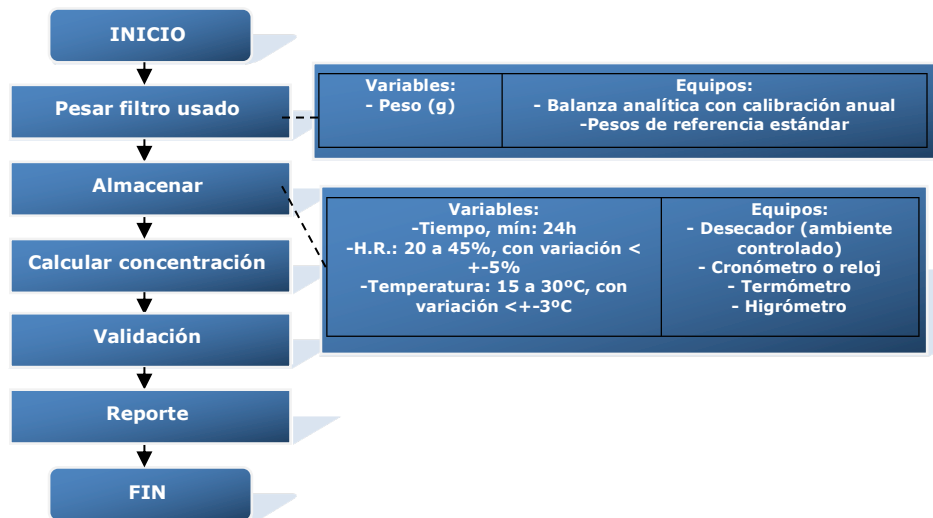 INICIO
Pesar filtro usado
Variables:
- Peso (g)
Equipos:
- Balanza analítica con calibración anual
-Pesos de referencia estándar
Almacenar
Variables:
-Tiempo, mín: 24h
-H.R.: 20 a 45%, con variación <
+-5%
-Temperatura: 15 a 30ºC, con
variación <+-3ºC
Equipos:
- Desecador (ambiente
controlado)
- Cronómetro o reloj
- Termómetro
- Higrómetro
Calcular concentración
Validación
Reporte
FIN